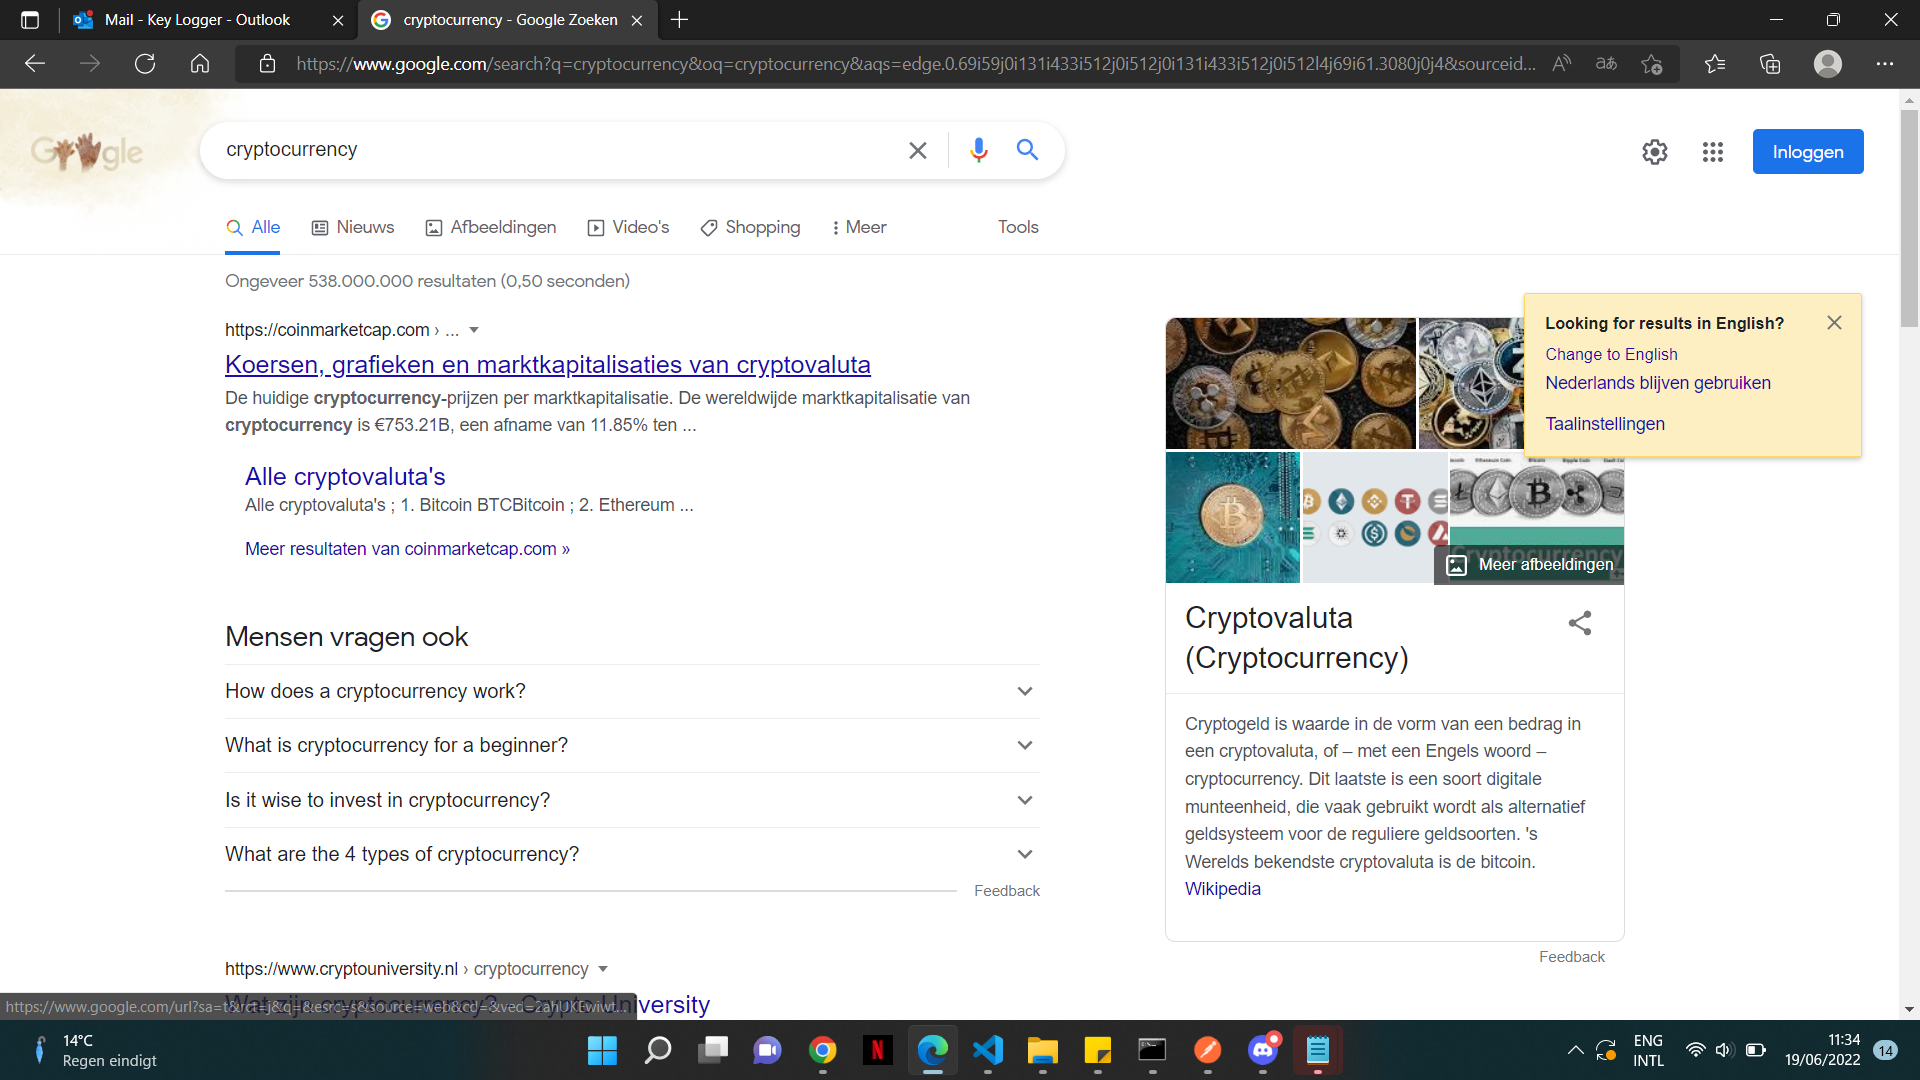 Mail - Key Logger - Outlook
cryptocurrency - Google Zoeken
https://www.google.com/search?q=cryptocurrency&oq=cryptocurrency&aqs=edge.0.69i59j0i131i433i512j0i512j0i131i433i512j0i512l4j69i61.3080j0j4&sourceid...
Google
cryptocurrency
Inloggen
Alle
Nieuws
Afbeeldingen
Video's
Shopping
Meer
Tools
Ongeveer 538.000.000 resultaten (0,50 seconden)
https://coinmarketcap.com › ...
Koersen, grafieken en marktkapitalisaties van cryptovaluta
De huidige cryptocurrency-prijzen per marktkapitalisatie. De wereldwijde marktkapitalisatie van
cryptocurrency is €753.21B, een afname van 11.85% ten ...
Alle cryptovaluta's
Alle cryptovaluta's ; 1. Bitcoin BTCBitcoin ; 2. Ethereum ...
Meer resultaten van coinmarketcap.com »
Mensen vragen ook
How does a cryptocurrency work?
What is cryptocurrency for a beginner?
Is it wise to invest in cryptocurrency?
What are the 4 types of cryptocurrency?
Feedback
https://www.cryptouniversity.nl › cryptocurrency
Wat zijn cryptocurrency? - Crypto University
https://www.google.com/url?sa=t&rct=j&q=&esrc=s&source=web&cd=&ved=2ahUKEwiwt...
Looking for results in English?
Change to English
Nederlands blijven gebruiken
Taalinstellingen
Cryptocurrency
Meer afbeeldingen
Cryptovaluta
(Cryptocurrency)
Cryptogeld is waarde in de vorm van een bedrag in
een cryptovaluta, of – met een Engels woord –
cryptocurrency. Dit laatste is een soort digitale
munteenheid, die vaak gebruikt wordt als alternatief
geldsysteem voor de reguliere geldsoorten. 's
Werelds bekendste cryptovaluta is de bitcoin.
Wikipedia
Feedback
14°C
Regen eindigt
ENG
INTL
11:34
19/06/2022
14